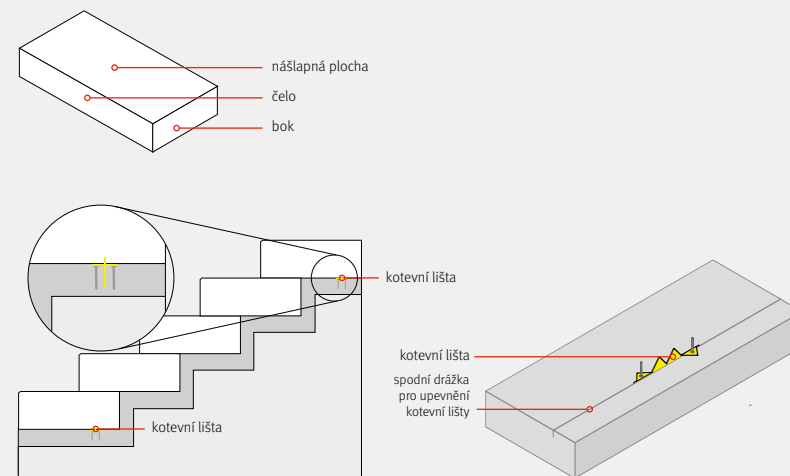 nášlapná plocha
čelo
bok
kotevní lišta
kotevní lišta
spodní drážka
pro upevnění
kotevní lišty
kotevní lišta